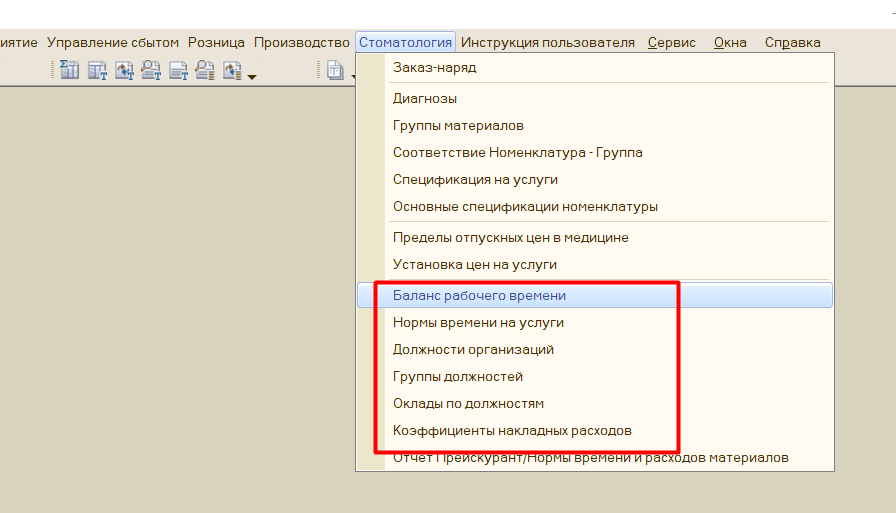 иятие Управление сбытом Розница Производство Стоматология Инструкция пользователя Сервис Окна Справка
Заказ-наряд
Диагнозы
Группы материалов
Соответствие Номенклатура - Группа
Спецификация на услуги
Основные спецификации номенклатуры
Пределы отпускных цен в медицине
Установка цен на услуги
Баланс рабочего времени
Нормы времени на услуги
Должности организаций
Группы должностей
Оклады по должностям
Коэффициенты накладных расходов
Отчет Прейскурант/Нормы времени и расходов материалов